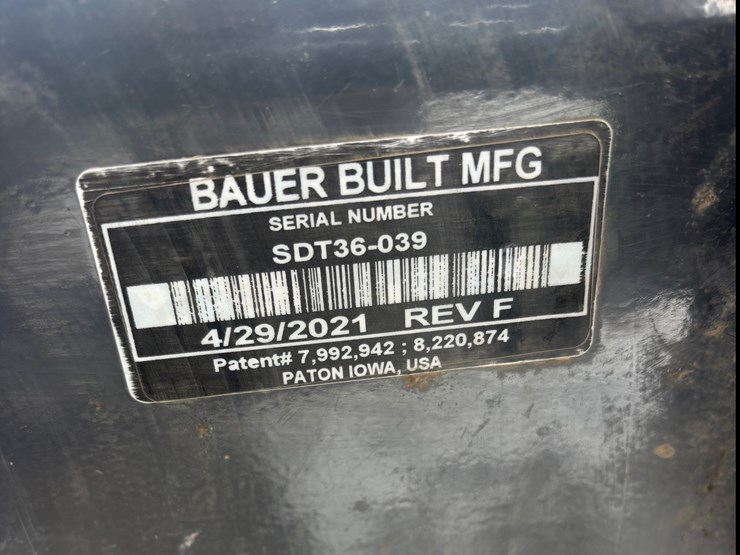 BAUER BUILT MFG
SERIAL NUMBER
SDT36-039
4/29/2021 REV F
Patent# 7,992,942 ; 8,220,874
PATON IOWA, USA